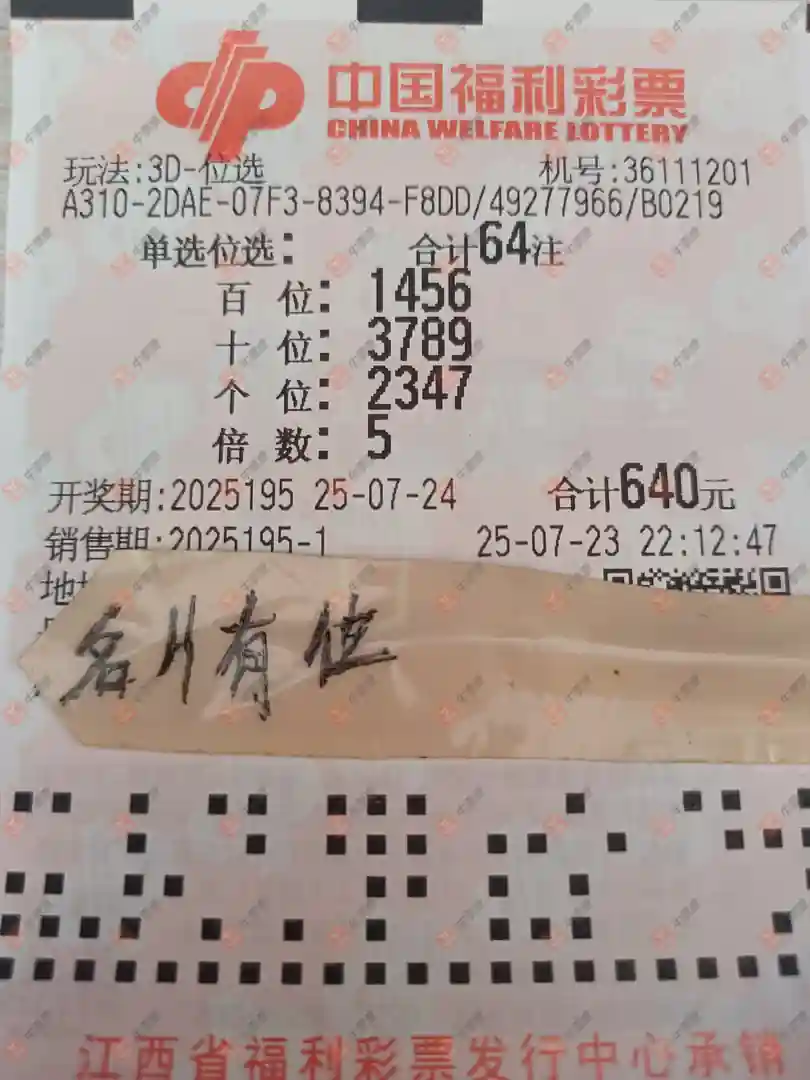 中国福利彩票
CHINA WELFARE LOTTERY
玩法:3D-位选 机号:36111201
A310-2DAE-07F3-8394-F8DD/49277966/B0219
单选位选: 合计64注
百 位: 1456
十 位: 3789
个 位: 2347
倍 数: 5
开奖期:2025195 25-07-24 合计640元
销售期:2025195-1 25-07-23 22:12:47
名片有位
江西省福利彩票发行中心承销